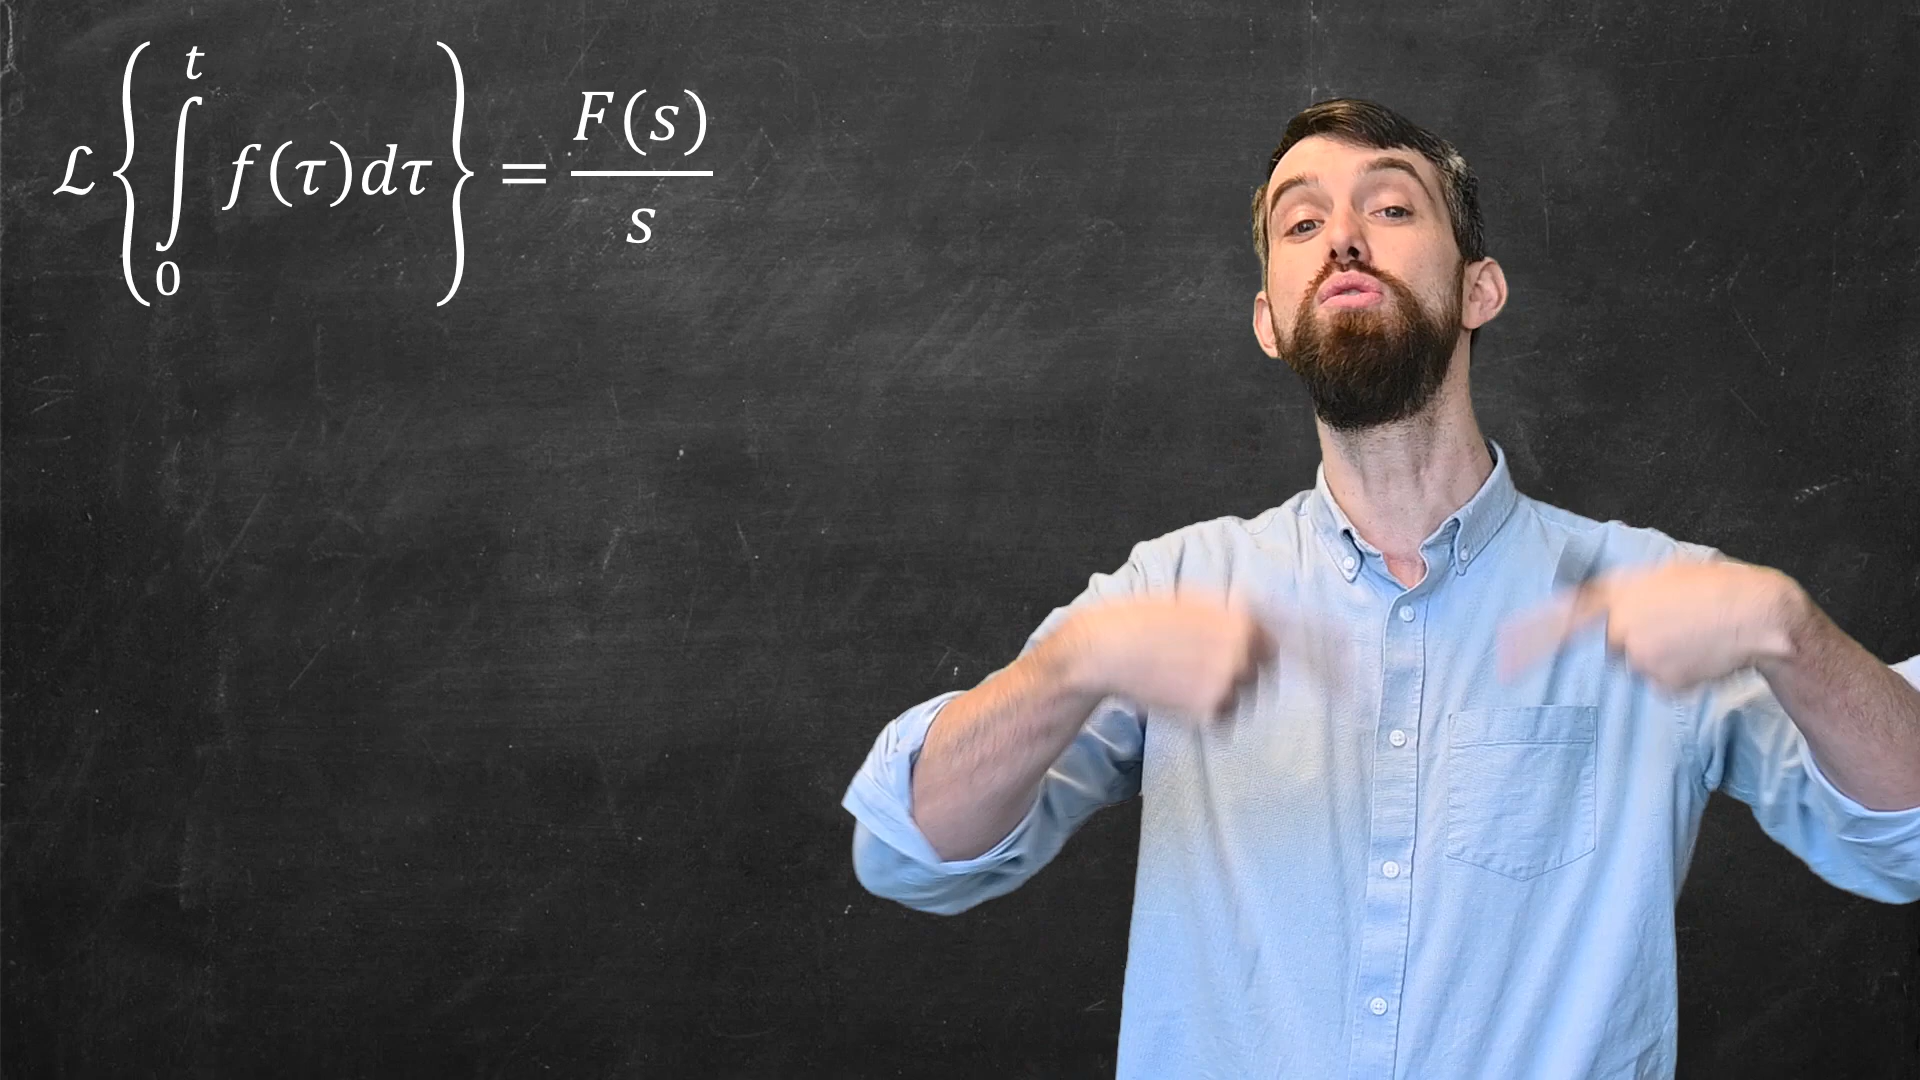 ℒ{∫₀ᵗ f(τ)dτ} = F(s)/s